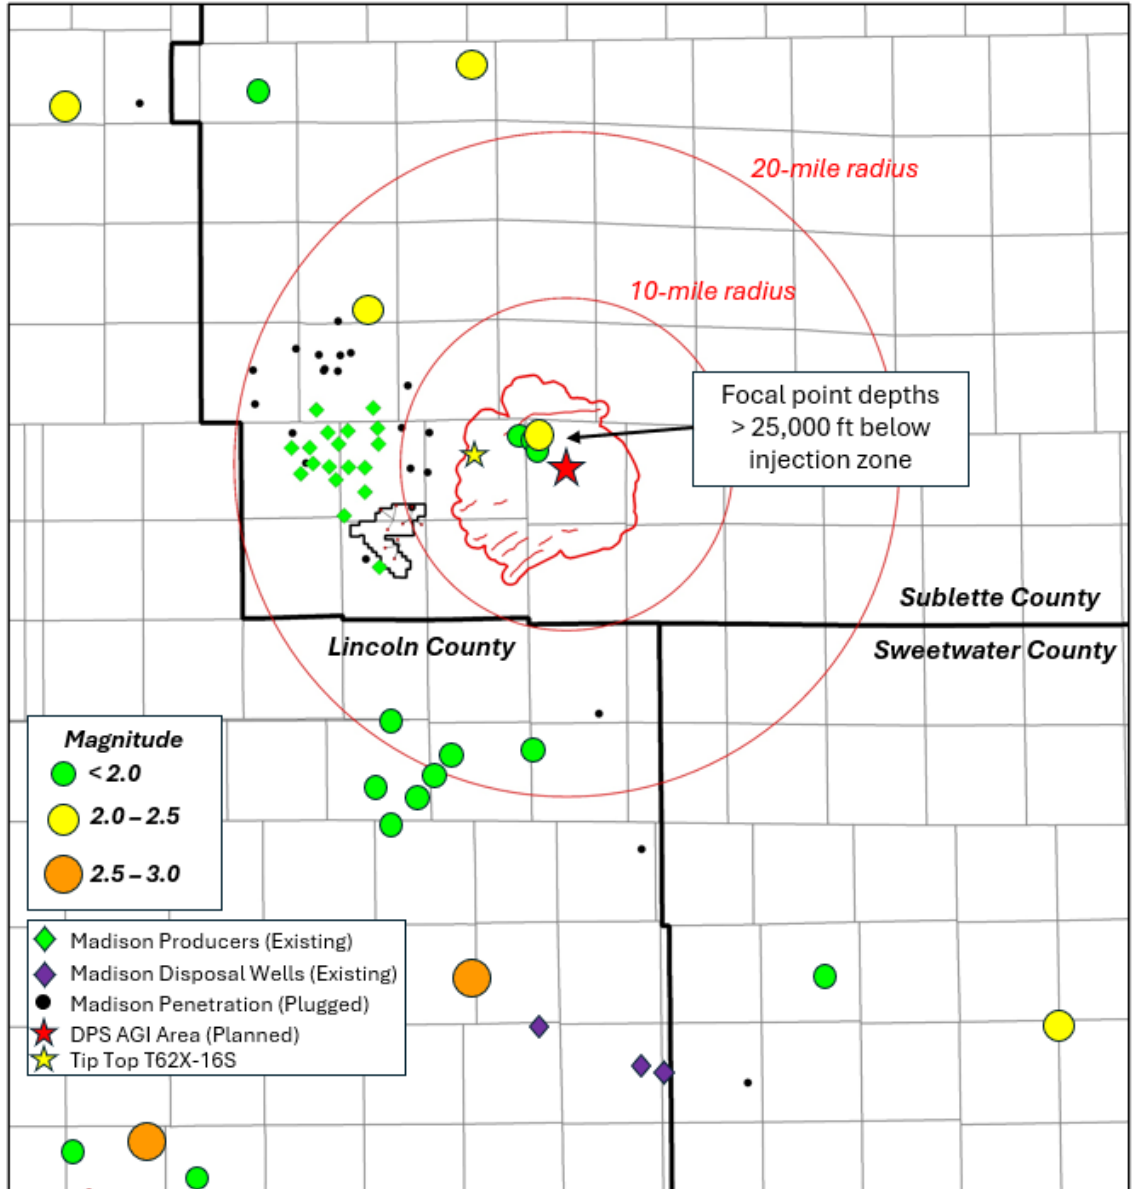 20-mile radius
10-mile radius
Focal point depths
> 25,000 ft below
injection zone
Sublette County
Lincoln County
Sweetwater County
Magnitude
< 2.0
2.0 – 2.5
2.5 – 3.0
Madison Producers (Existing)
Madison Disposal Wells (Existing)
Madison Penetration (Plugged)
DPS AGI Area (Planned)
Tip Top T62X-16S